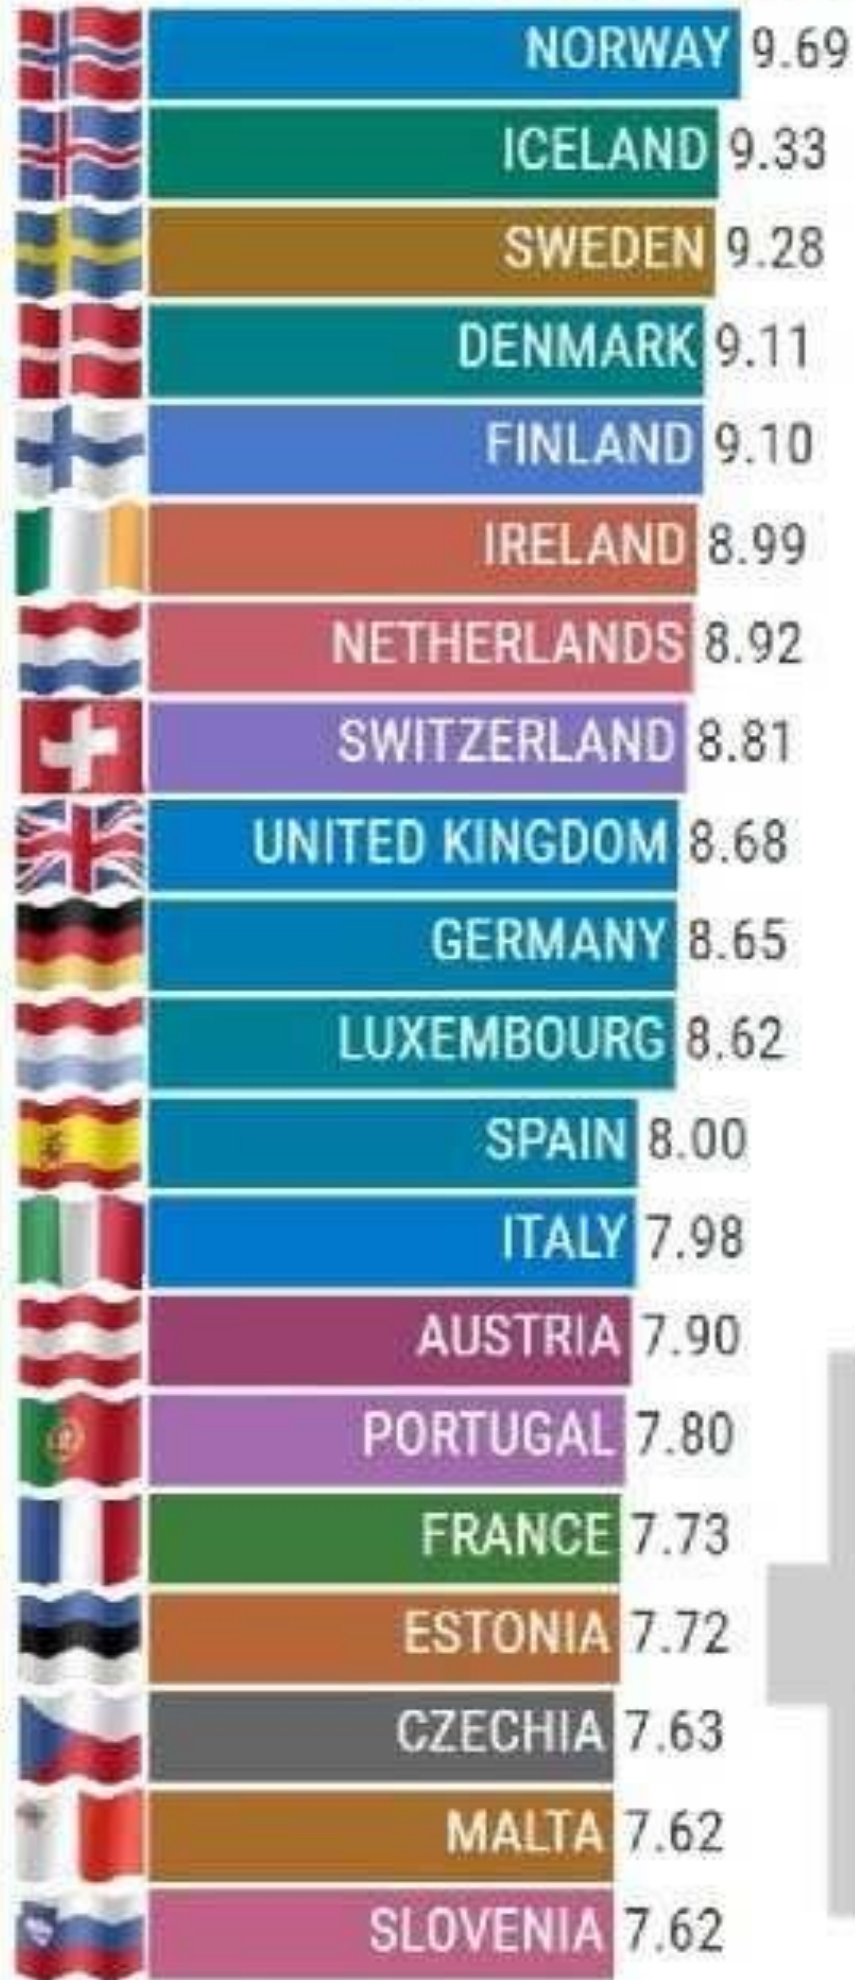 NORWAY 9.69
ICELAND 9.33
SWEDEN 9.28
DENMARK 9.11
FINLAND 9.10
IRELAND 8.99
NETHERLANDS 8.92
SWITZERLAND 8.81
UNITED KINGDOM 8.68
GERMANY 8.65
LUXEMBOURG 8.62
SPAIN 8.00
ITALY 7.98
AUSTRIA 7.90
PORTUGAL 7.80
FRANCE 7.73
ESTONIA 7.72
CZECHIA 7.63
MALTA 7.62
SLOVENIA 7.62